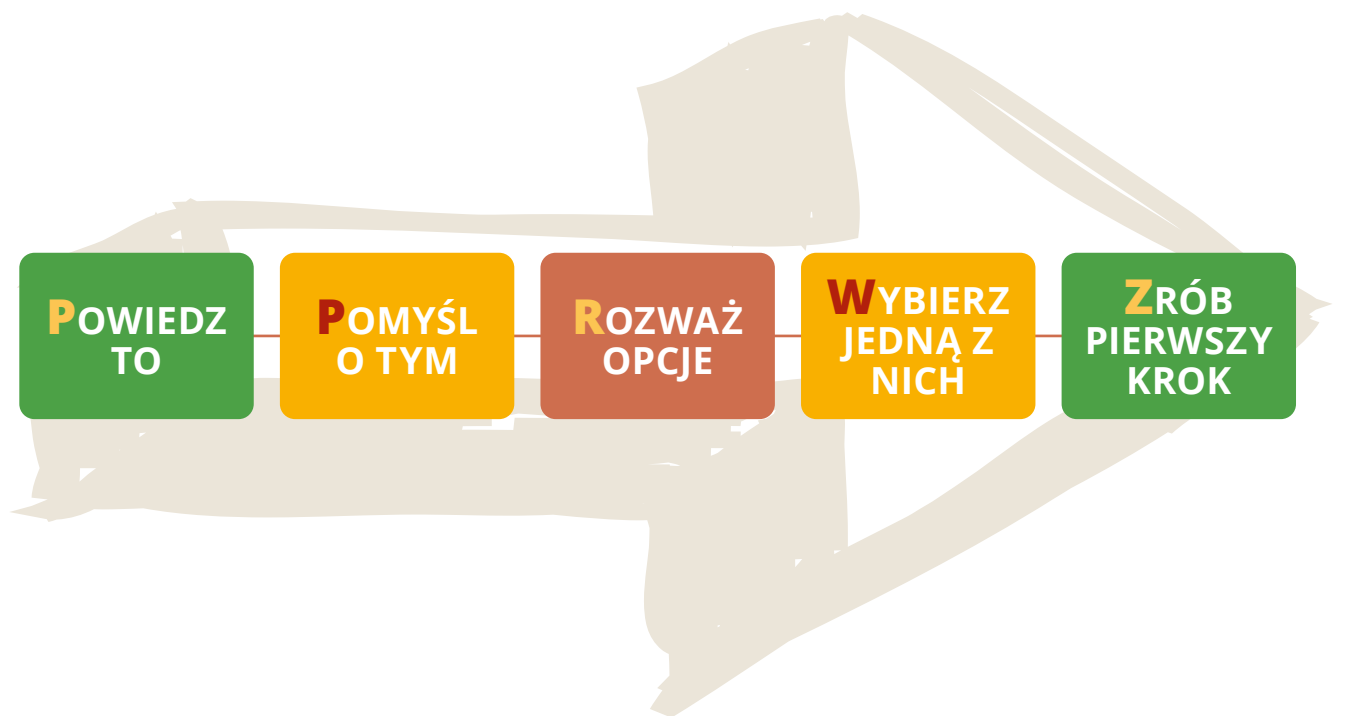 POWIEDZ
TO
POMYŚL
O TYM
ROZWAŻ
OPCJE
WYBIERZ
JEDNĄ Z
NICH
ZRÓB
PIERWSZY
KROK